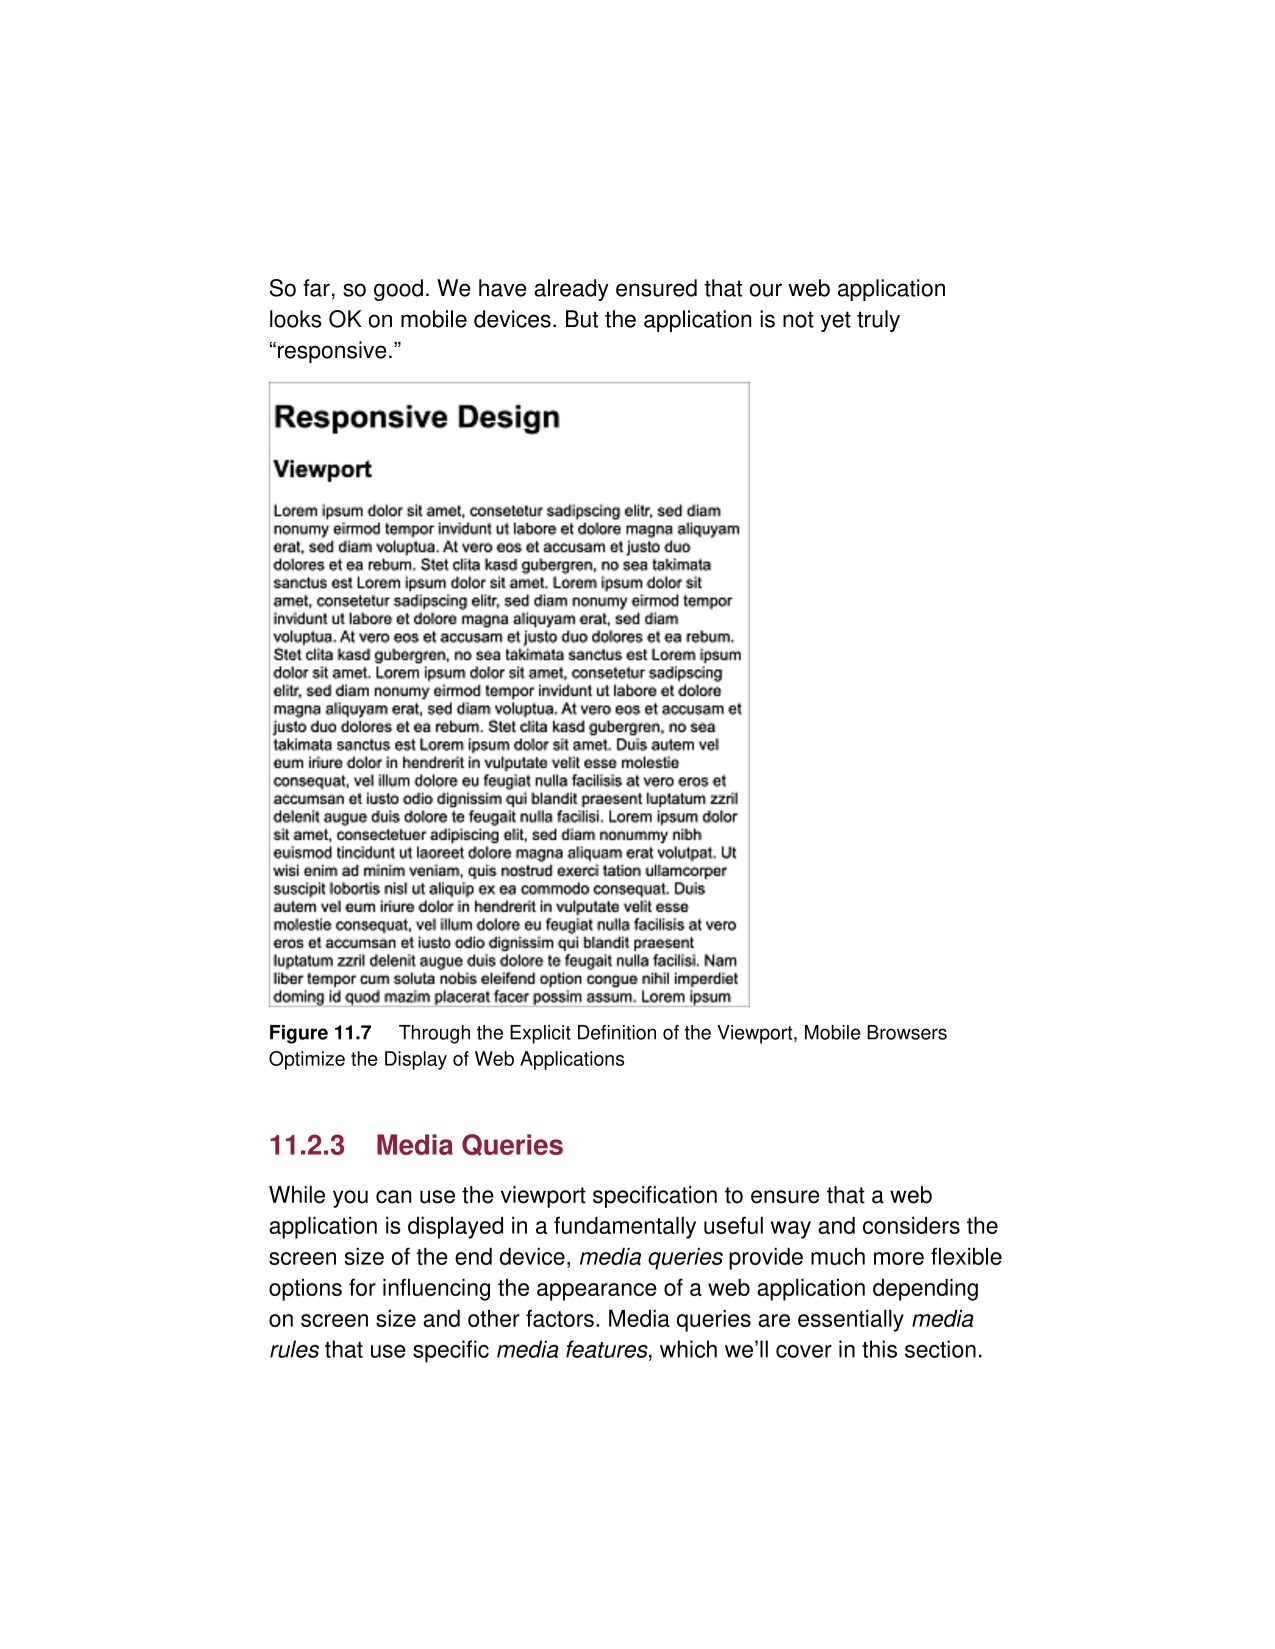 So far, so good. We have already ensured that our web application
looks OK on mobile devices. But the application is not yet truly
“responsive.”
Responsive Design
Viewport
Lorem ipsum dolor sit amet, consetetur sadipscing elitr, sed diam
nonumy eirmod tempor invidunt ut labore et dolore magna aliquyam
erat, sed diam voluptua. At vero eos et accusam et justo duo
dolores et ea rebum. Stet clita kasd gubergren, no sea takimata
sanctus est Lorem ipsum dolor sit amet. Lorem ipsum dolor sit
amet, consetetur sadipscing elitr, sed diam nonumy eirmod tempor
invidunt ut labore et dolore magna aliquyam erat, sed diam
voluptua. At vero eos et accusam et justo duo dolores et ea rebum.
Stet clita kasd gubergren, no sea takimata sanctus est Lorem ipsum
dolor sit amet. Lorem ipsum dolor sit amet, consetetur sadipscing
elitr, sed diam nonumy eirmod tempor invidunt ut labore et dolore
magna aliquyam erat, sed diam voluptua. At vero eos et accusam et
justo duo dolores et ea rebum. Stet clita kasd gubergren, no sea
takimata sanctus est Lorem ipsum dolor sit amet. Duis autem vel
eum iriure dolor in hendrerit in vulputate velit esse molestie
consequat, vel illum dolore eu feugiat nulla facilisis at vero eros et
accumsan et iusto odio dignissim qui blandit praesent luptatum zzril
delenit augue duis dolore te feugait nulla facilisi. Lorem ipsum dolor
sit amet, consectetuer adipiscing elit, sed diam nonummy nibh
euismod tincidunt ut laoreet dolore magna aliquam erat volutpat. Ut
wisi enim ad minim veniam, quis nostrud exerci tation ullamcorper
suscipit lobortis nisl ut aliquip ex ea commodo consequat. Duis
autem vel eum iriure dolor in hendrerit in vulputate velit esse
molestie consequat, vel illum dolore eu feugiat nulla facilisis at vero
eros et accumsan et iusto odio dignissim qui blandit praesent
luptatum zzril delenit augue duis dolore te feugait nulla facilisi. Nam
liber tempor cum soluta nobis eleifend option congue nihil imperdiet
doming id quod mazim placerat facer possim assum. Lorem ipsum
Figure 11.7 Through the Explicit Definition of the Viewport, Mobile Browsers
Optimize the Display of Web Applications
11.2.3 Media Queries
While you can use the viewport specification to ensure that a web
application is displayed in a fundamentally useful way and considers the
screen size of the end device, media queries provide much more flexible
options for influencing the appearance of a web application depending
on screen size and other factors. Media queries are essentially media
rules that use specific media features, which we’ll cover in this section.